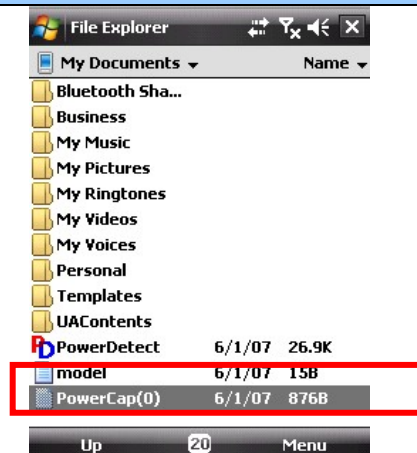 File Explorer
My Documents Name
Bluetooth Sha...
Business
My Music
My Pictures
My Ringtones
My Videos
My Voices
Personal
Templates
UAContents
PowerDetect 6/1/07 26.9K
model 6/1/07 15B
PowerCap(0) 6/1/07 876B
Up 20 Menu